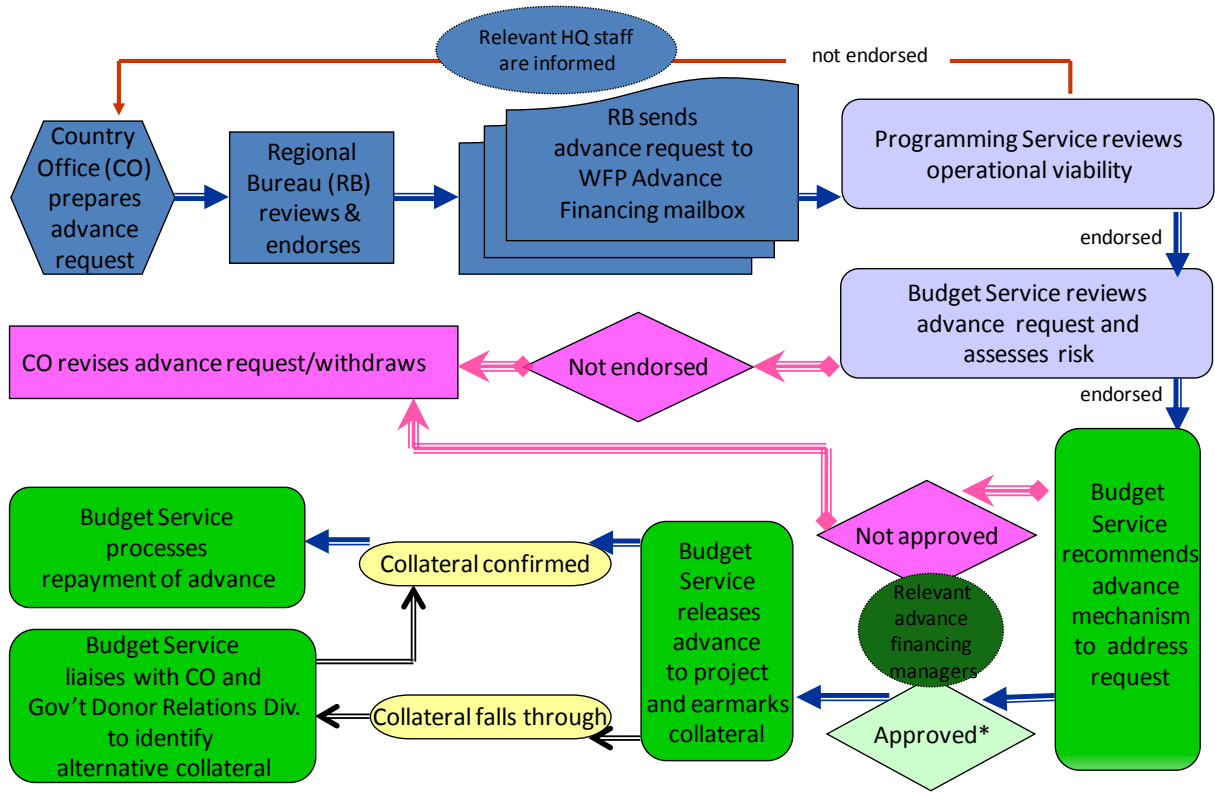 Relevant HQ staff
are informed
not endorsed
Country
Office (CO)
prepares
advance
request
Regional
Bureau (RB)
reviews &
endorses
RB sends
advance request to
WFP Advance
Financing mailbox
Programming Service reviews
operational viability
endorsed
Budget Service reviews
advance request and
assesses risk
CO revises advance request/withdraws
Not endorsed
endorsed
Budget
Service
recommends
advance
mechanism
to address
request
Not approved
Relevant
advance
financing
managers
Approved*
Budget
Service
releases
advance
to project
and earmarks
collateral
Collateral confirmed
Budget Service
processes
repayment of advance
Collateral falls through
Budget Service
liaises with CO and
Gov't Donor Relations Div.
to identify
alternative collateral